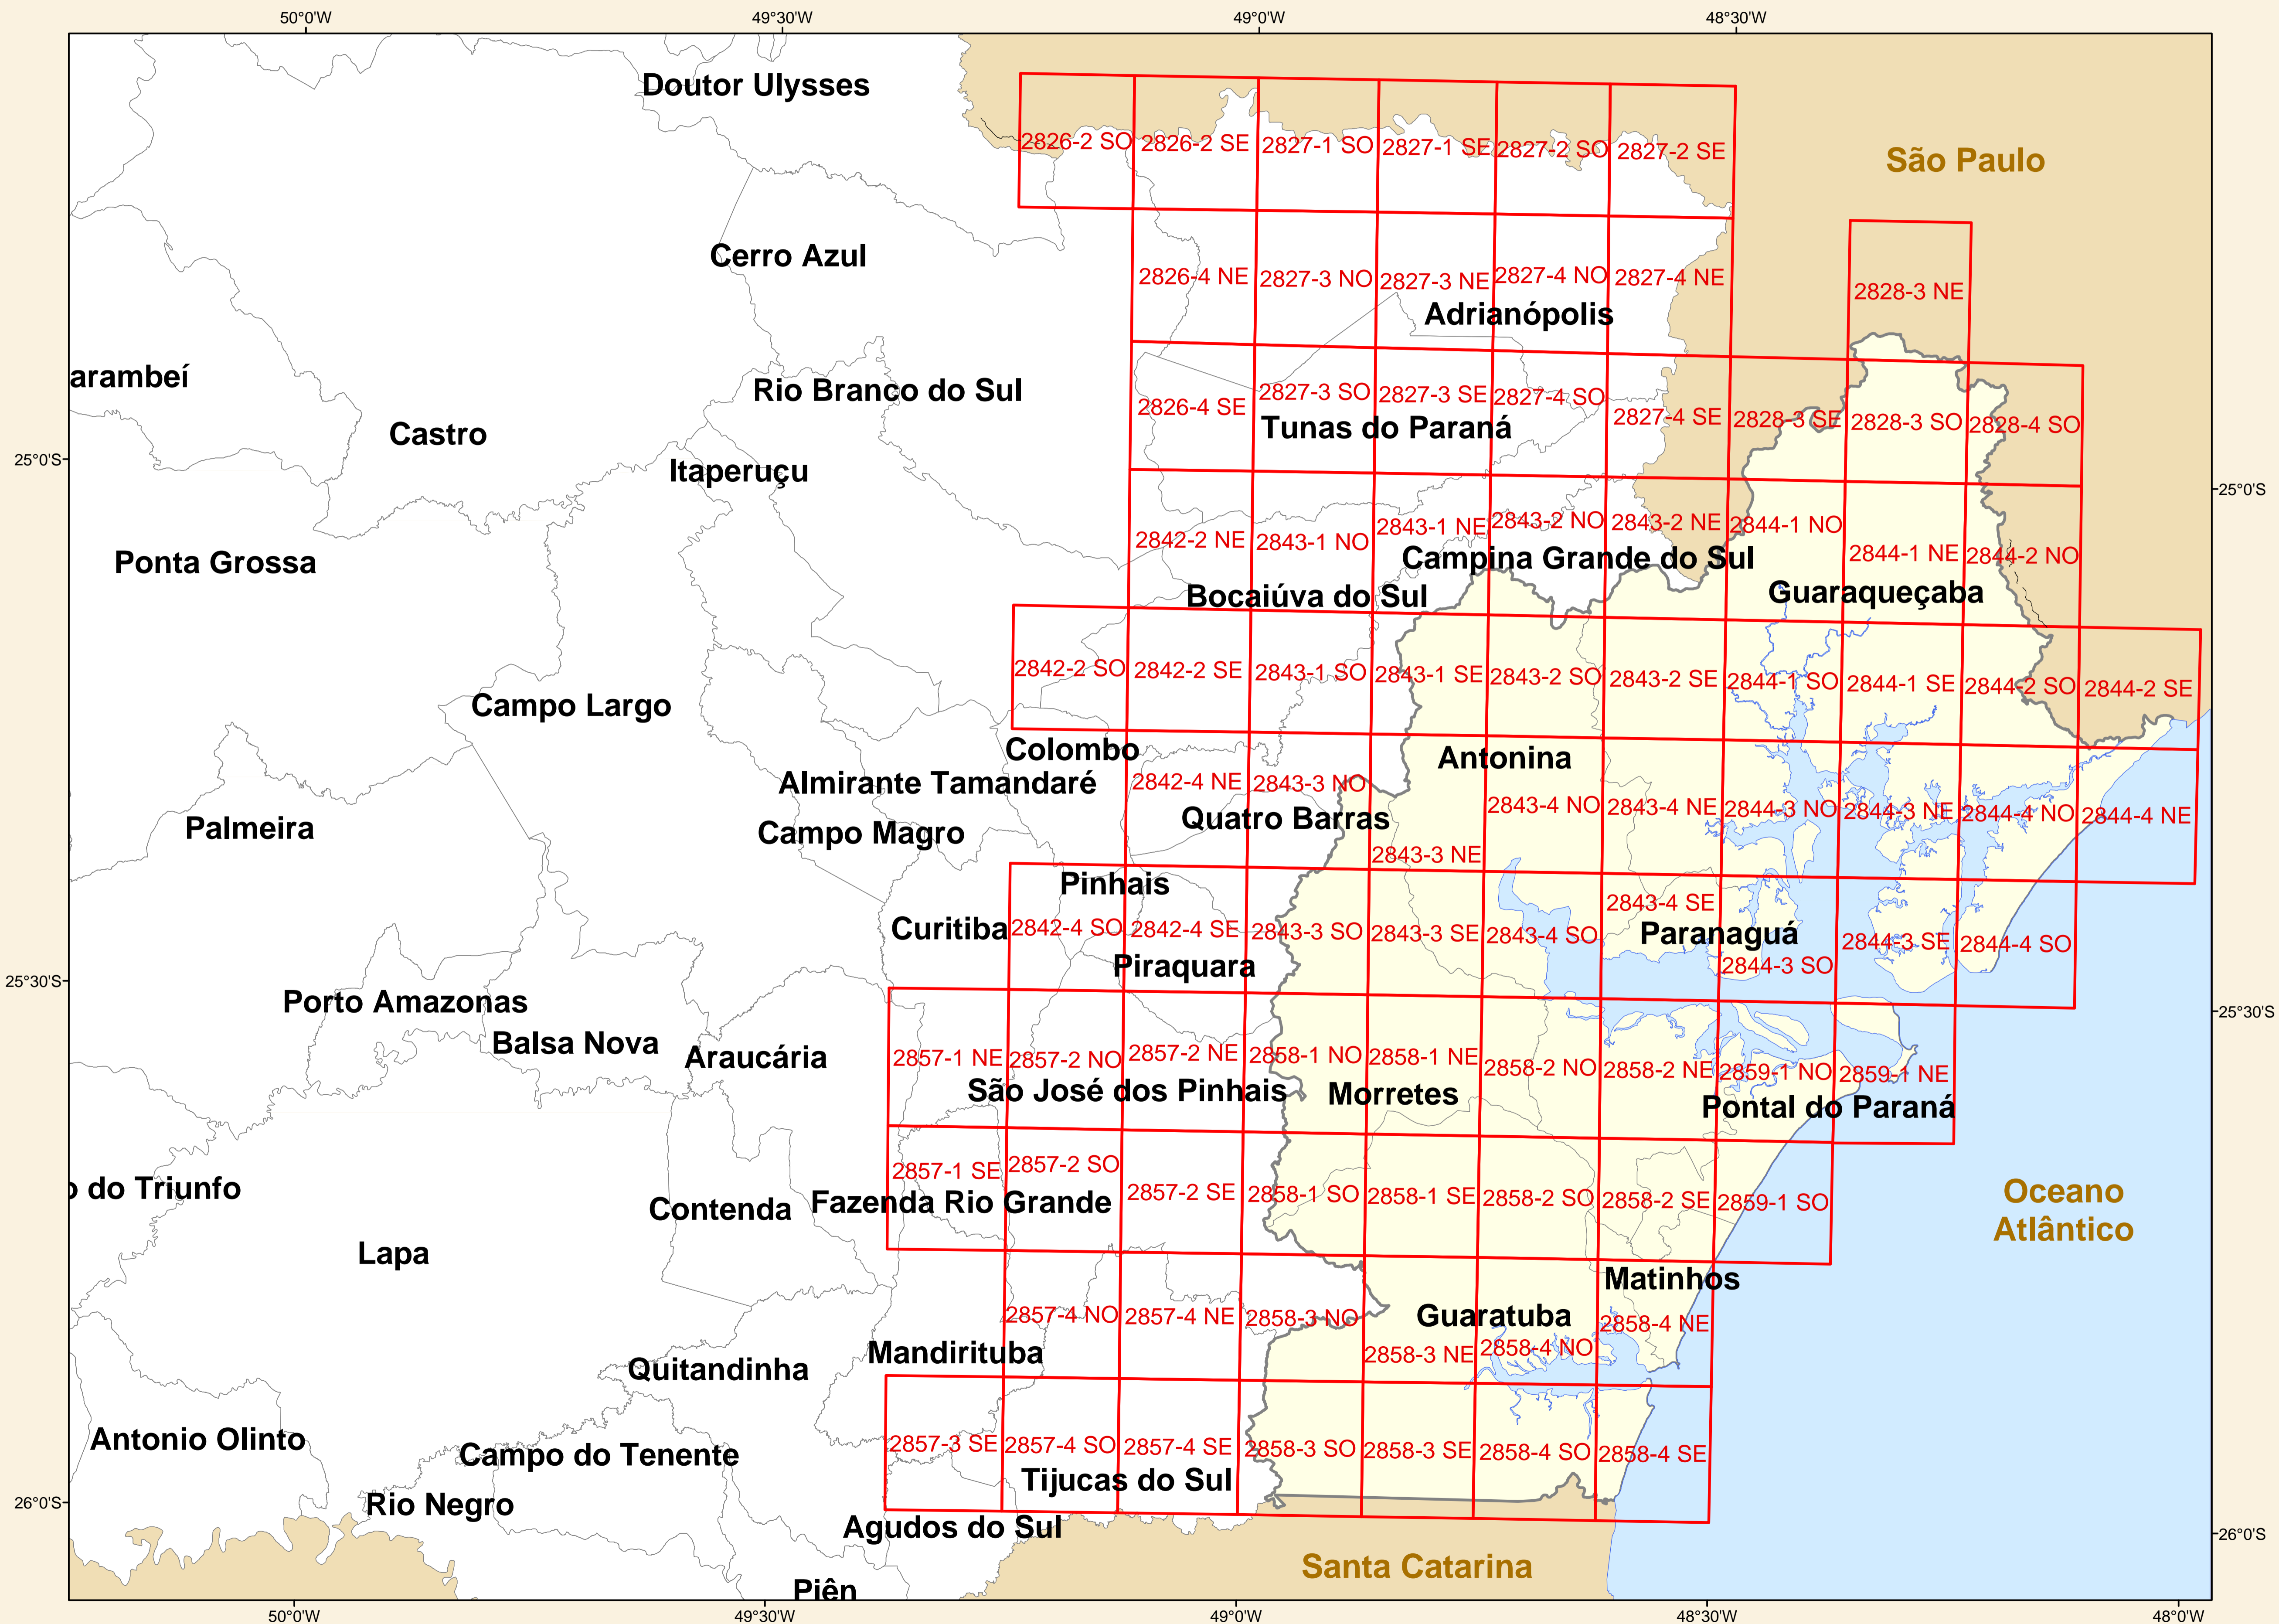 50°0'W 49°30'W 49°0'W 48°30'W
Doutor Ulysses
2826-2 SO 2826-2 SE 2827-1 SO 2827-1 SE 2827-2 SO 2827-2 SE
São Paulo
Cerro Azul
2826-4 NE 2827-3 NO 2827-3 NE 2827-4 NO 2827-4 NE
2828-3 NE
Adrianópolis
arambeí
Rio Branco do Sul
2826-4 SE 2827-3 SO 2827-3 SE 2827-4 SO 2827-4 SE 2828-3 SE 2828-3 SO 2828-4 SO
Tunas do Paraná
Castro
25°0'S
Itaperuçu
25°0'S
2842-2 NE 2843-1 NO 2843-1 NE 2843-2 NO 2843-2 NE 2844-1 NO 2844-1 NE 2844-2 NO
Ponta Grossa
Campina Grande do Sul
Bocaiúva do Sul
Guaraqueçaba
2842-2 SO 2842-2 SE 2843-1 SO 2843-1 SE 2843-2 SO 2843-2 SE 2844-1 SO 2844-1 SE 2844-2 SO 2844-2 SE
Campo Largo
Colombo
Antonina
Almirante Tamandaré
2842-4 NE 2843-3 NO
2843-4 NO 2843-4 NE 2844-3 NO 2844-3 NE 2844-4 NO 2844-4 NE
Quatro Barras
Palmeira
Campo Magro
2843-3 NE
Pinhais
2843-4 SE
Curitiba
2842-4 SO 2842-4 SE 2843-3 SO 2843-3 SE 2843-4 SO
Paranaguá
2844-3 SE 2844-4 SO
Piraquara
2844-3 SO
25°30'S
Porto Amazonas
25°30'S
Balsa Nova
Araucária
2857-1 NE 2857-2 NO 2857-2 NE 2858-1 NO 2858-1 NE 2858-2 NO 2858-2 NE 2859-1 NO 2859-1 NE
São José dos Pinhais
Morretes
Pontal do Paraná
2857-1 SE 2857-2 SO
o do Triunfo
2857-2 SE 2858-1 SO 2858-1 SE 2858-2 SO 2858-2 SE 2859-1 SO
Oceano
Atlântico
Contenda
Fazenda Rio Grande
Lapa
Matinhos
2857-4 NO 2857-4 NE 2858-3 NO
Guaratuba
2858-4 NE
Mandirituba
2858-3 NE 2858-4 NO
Quitandinha
Antonio Olinto
Campo do Tenente
2857-3 SE 2857-4 SO 2857-4 SE 2858-3 SO 2858-3 SE 2858-4 SO 2858-4 SE
Tijucas do Sul
26°0'S
Rio Negro
Agudos do Sul
26°0'S
Santa Catarina
Piên
50°0'W 49°30'W 49°0'W 48°30'W 48°0'W